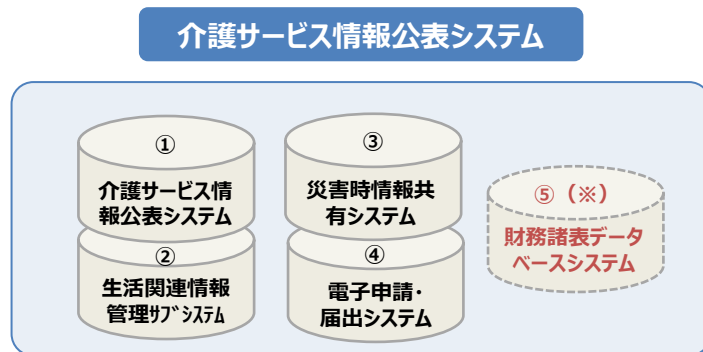 介護サービス情報公表システム
①
介護サービス情
報公表システム
②
生活関連情報
管理ｻﾌﾞｼｽﾃﾑ
③
災害時情報共
有システム
④
電子申請・
届出システム
⑤（※）
財務諸表データ
ベースシステム